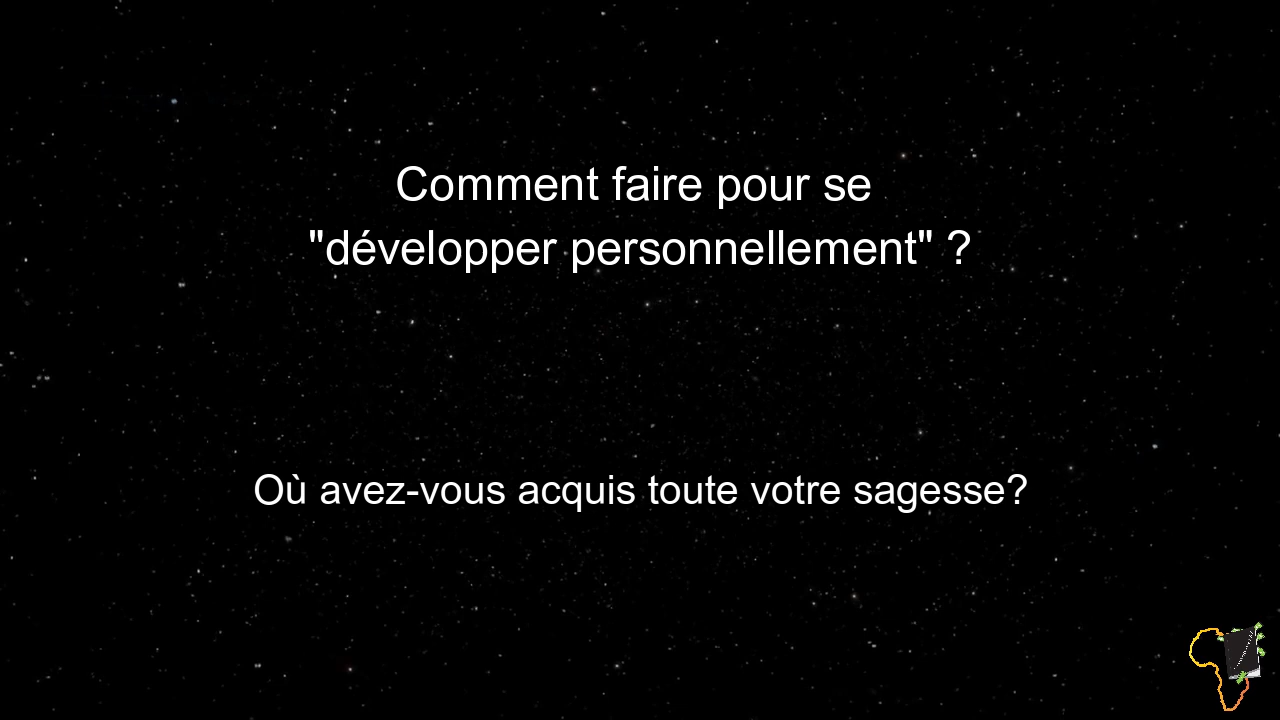 Comment faire pour se
"développer personnellement" ?
Où avez-vous acquis toute votre sagesse?